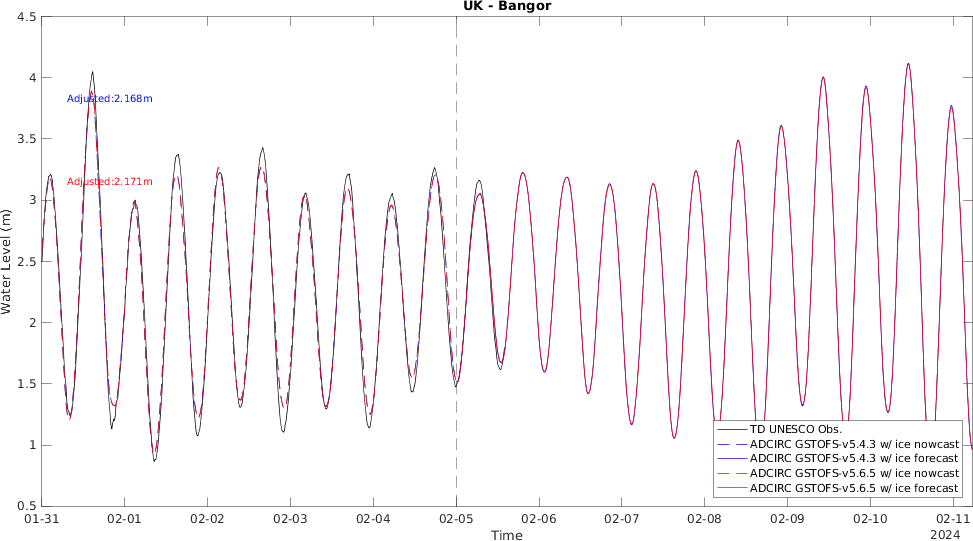 UK - Bangor
4.5
4
3.5
3
2.5
2
1.5
1
0.5
Water Level (m)
Adjusted:2.168m
Adjusted:2.171m
TD UNESCO Obs.
ADCIRC GSTOFS-v5.4.3 w/ ice nowcast
ADCIRC GSTOFS-v5.4.3 w/ ice forecast
ADCIRC GSTOFS-v5.6.5 w/ ice nowcast
ADCIRC GSTOFS-v5.6.5 w/ ice forecast
01-31 02-01 02-02 02-03 02-04 02-05 02-06 02-07 02-08 02-09 02-10 02-11
Time
2024